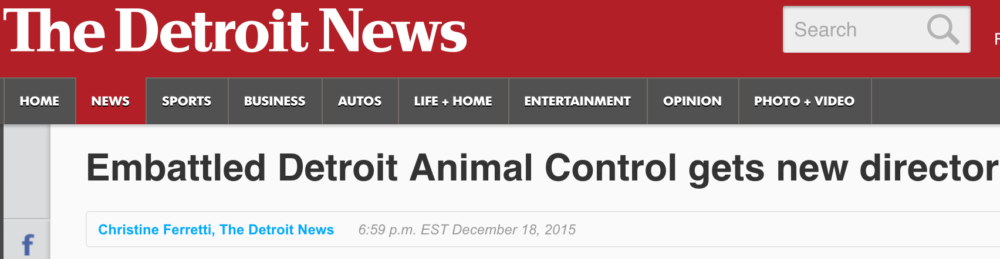 The Detroit News
Search
HOME NEWS SPORTS BUSINESS AUTOS LIFE + HOME ENTERTAINMENT OPINION PHOTO + VIDEO
Embattled Detroit Animal Control gets new director
Christine Ferretti, The Detroit News 6:59 p.m. EST December 18, 2015
f